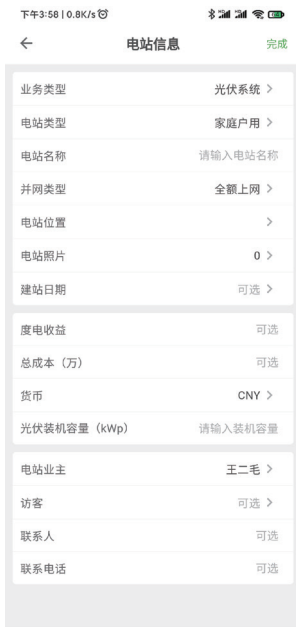 下午3:58 | 0.8K/s
电站信息
完成
业务类型 光伏系统 >
电站类型 家庭户用 >
电站名称 请输入电站名称
并网类型 全额上网 >
电站位置 >
电站照片 0 >
建站日期 可选 >
度电收益 可选
总成本（万） 可选
货币 CNY >
光伏装机容量（kWp） 请输入装机容量
电站业主 王二毛 >
访客 可选 >
联系人 可选
联系电话 可选